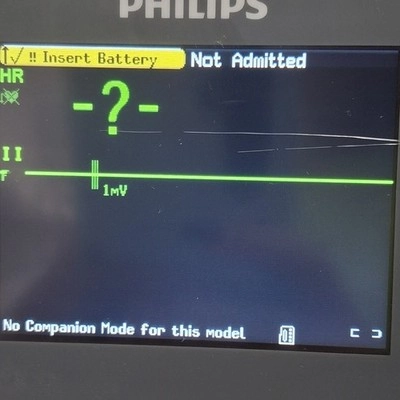 PHILIPS
!! Insert Battery
Not Admitted
HR
-?-
II
F
1mV
No Companion Mode for this model